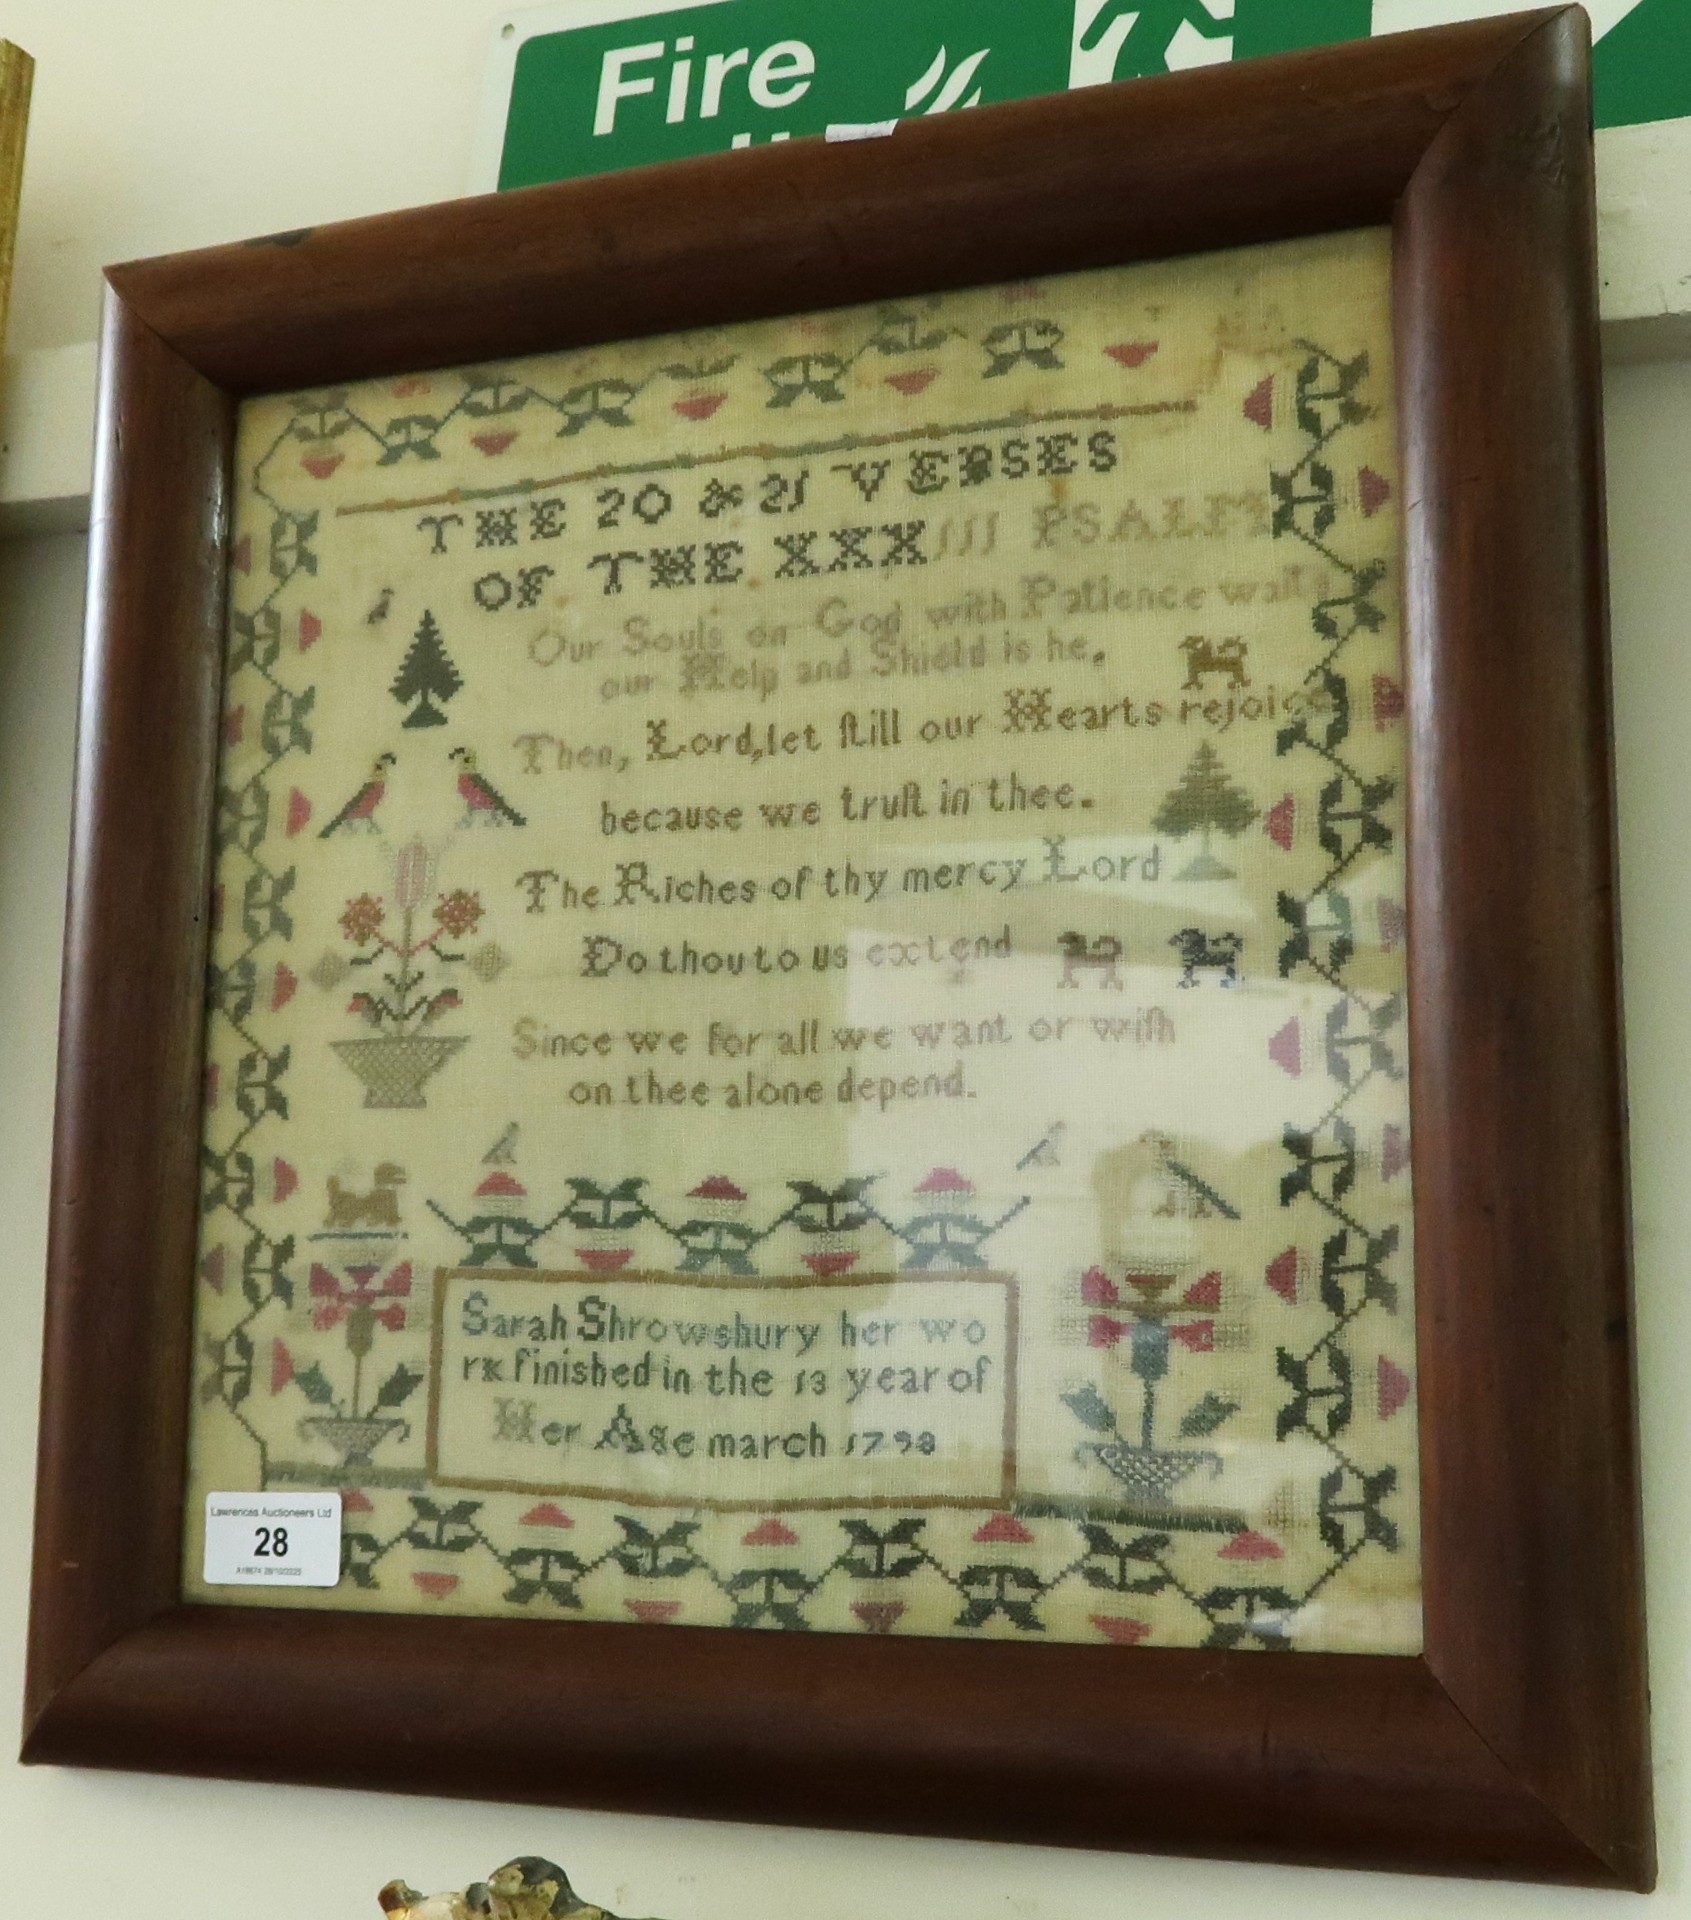 Fire
THE 20 & 21 VERSES
OF THE XXXIII PSALM
Our Souls on God with Patience wait
our Help and Shield is he.
Then, Lord, let ſtill our Hearts rejoice
because we truſt in thee.
The Riches of thy mercy Lord
Do thou to us extend
Since we for all we want or wiſh
on thee alone depend.
Sarah Shrowsbury her wo
rk finished in the 13 year of
Her Age march 1798
Lawrences Auctioneers Ltd
28